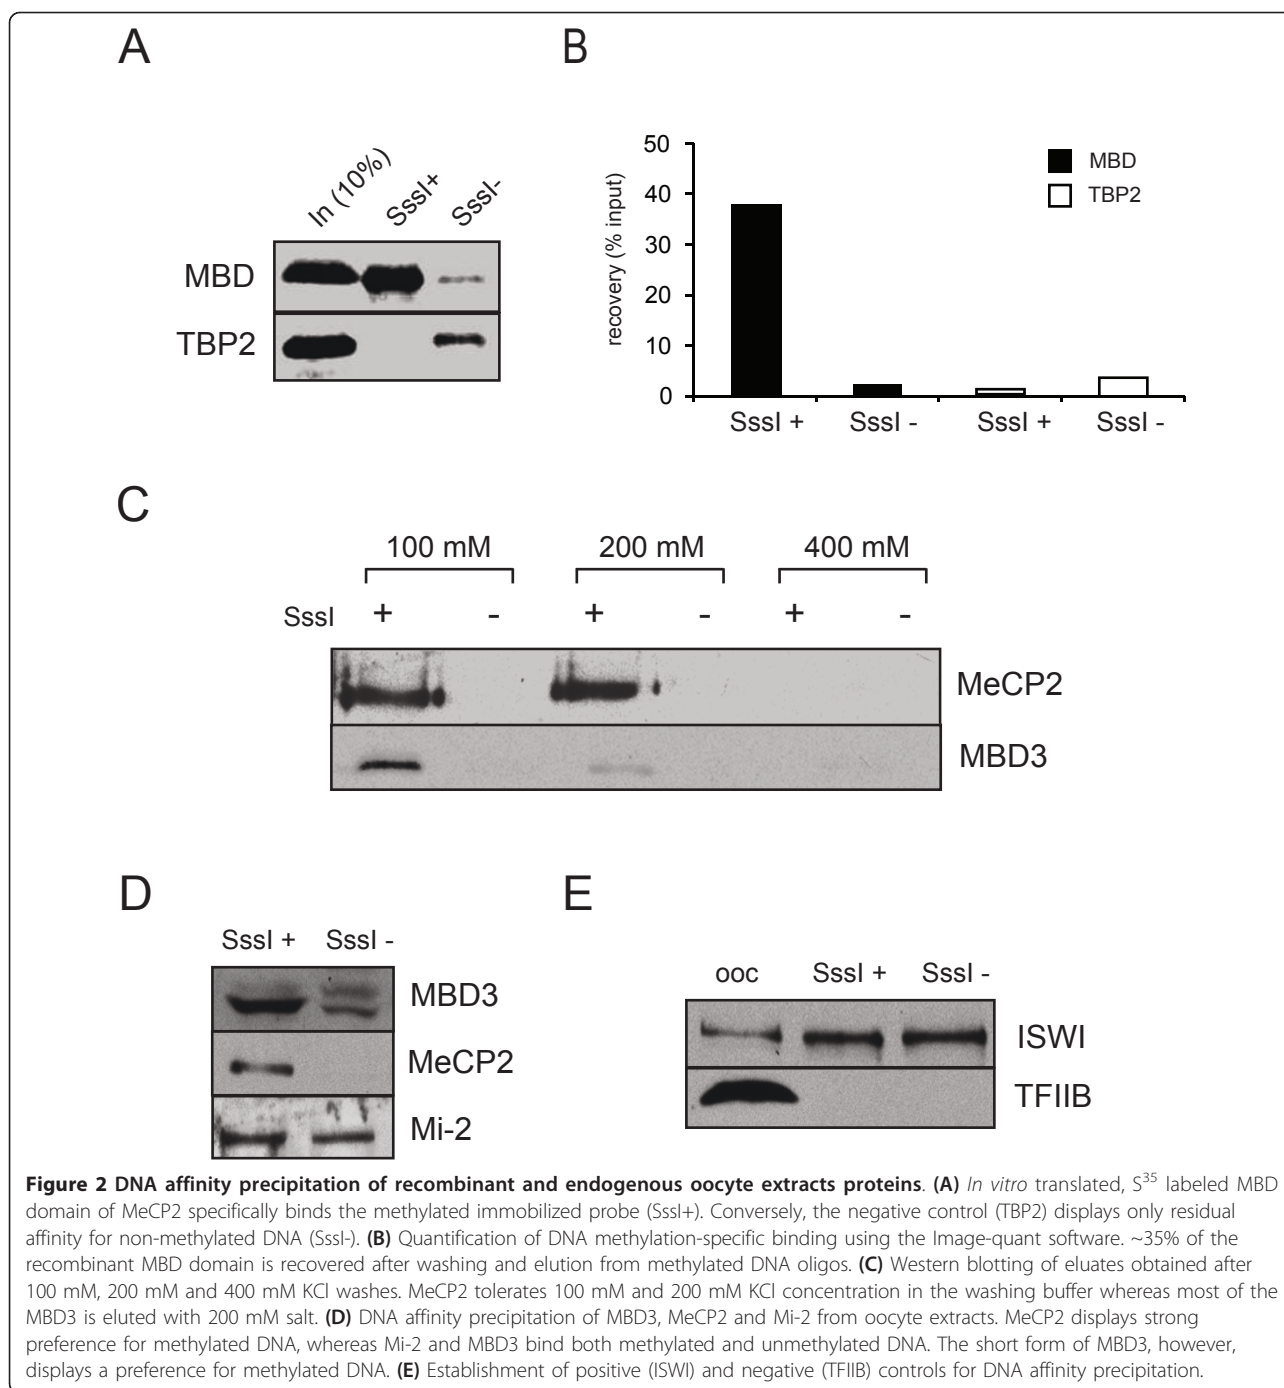 A
In (10%)
SssI+
SssI-
MBD
TBP2
B
recovery (% input)
50
40
30
20
10
0
MBD
TBP2
SssI +
SssI -
SssI +
SssI -
C
100 mM
200 mM
400 mM
SssI
+
-
+
-
+
-
MeCP2
MBD3
D
SssI +
SssI -
MBD3
MeCP2
Mi-2
E
ooc
SssI +
SssI -
ISWI
TFIIB
Figure 2 DNA affinity precipitation of recombinant and endogenous oocyte extracts proteins. (A) In vitro translated, S35 labeled MBD
domain of MeCP2 specifically binds the methylated immobilized probe (SssI+). Conversely, the negative control (TBP2) displays only residual
affinity for non-methylated DNA (SssI-). (B) Quantification of DNA methylation-specific binding using the Image-quant software. ~35% of the
recombinant MBD domain is recovered after washing and elution from methylated DNA oligos. (C) Western blotting of eluates obtained after
100 mM, 200 mM and 400 mM KCl washes. MeCP2 tolerates 100 mM and 200 mM KCl concentration in the washing buffer whereas most of the
MBD3 is eluted with 200 mM salt. (D) DNA affinity precipitation of MBD3, MeCP2 and Mi-2 from oocyte extracts. MeCP2 displays strong
preference for methylated DNA, whereas Mi-2 and MBD3 bind both methylated and unmethylated DNA. The short form of MBD3, however,
displays a preference for methylated DNA. (E) Establishment of positive (ISWI) and negative (TFIIB) controls for DNA affinity precipitation.